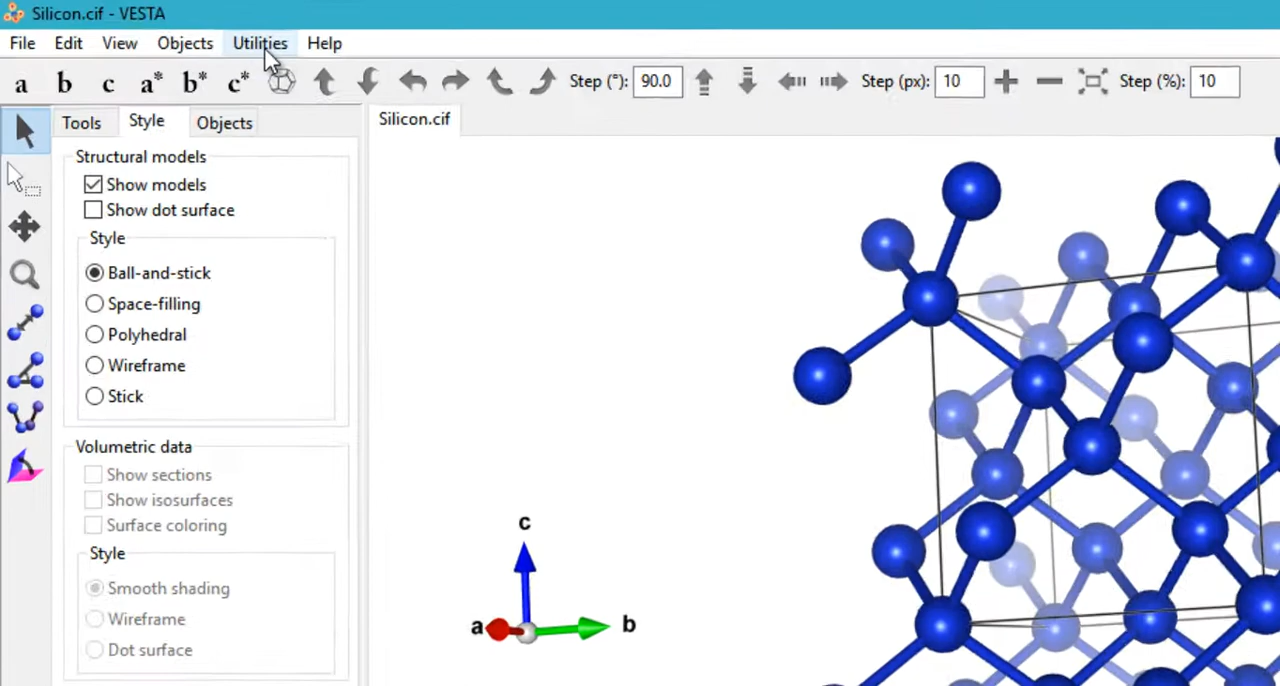 Silicon.cif - VESTA
File Edit View Objects Utilities Help
a b c a* b* c* Step (°): 90.0 Step (px): 10 Step (%): 10
Tools Style Objects Silicon.cif
Structural models
Show models
Show dot surface
Style
Ball-and-stick
Space-filling
Polyhedral
Wireframe
Stick
Volumetric data
Show sections
Show isosurfaces
Surface coloring
Style
Smooth shading
Wireframe
Dot surface
c
a b